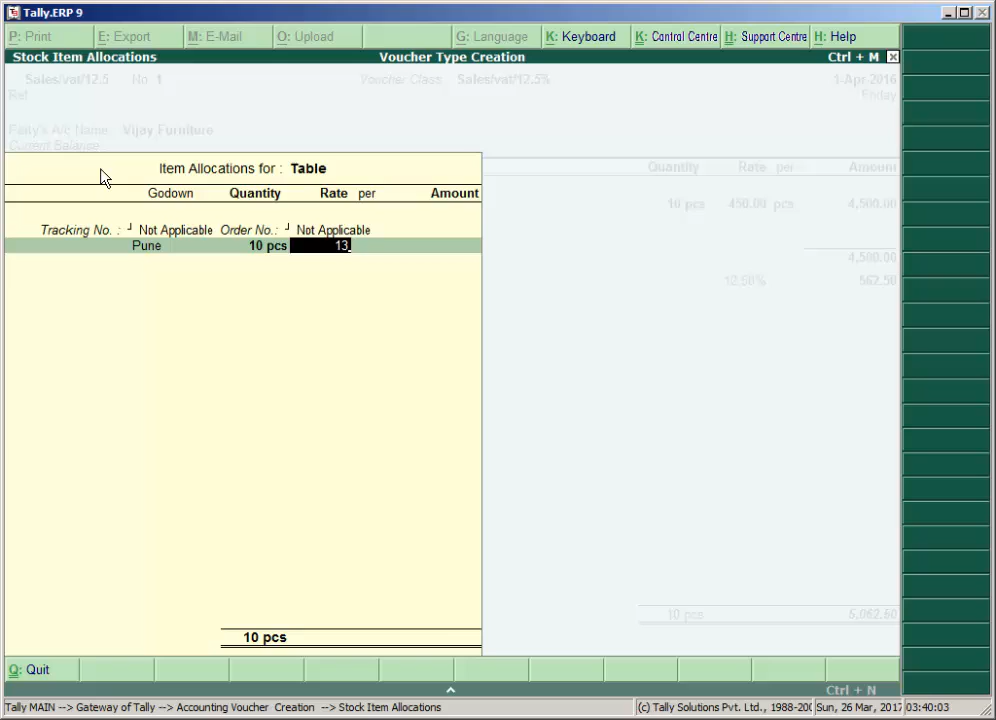 Tally.ERP 9
P: Print E: Export M: E-Mail O: Upload G: Language K: Keyboard K: Control Centre H: Support Centre H: Help
Stock Item Allocations Voucher Type Creation Ctrl + M
Sales/vat/12.5 No 1 Voucher Class Sales/vat/12.5% 1-Apr-2016
Ref Friday
Party's A/c Name Vijay Furniture
Current Balance
Item Allocations for : Table
Quantity Rate per Amount
Godown Quantity Rate per Amount
10 pcs 450.00 pcs 4,500.00
Tracking No. : Not Applicable Order No.: Not Applicable
Pune 10 pcs 13
4,500.00
12.50% 562.50
10 pcs 5,062.50
10 pcs
Q: Quit
Ctrl + N
Tally MAIN --> Gateway of Tally --> Accounting Voucher Creation --> Stock Item Allocations (c) Tally Solutions Pvt. Ltd., 1988-200 Sun, 26 Mar, 2017 03:40:03